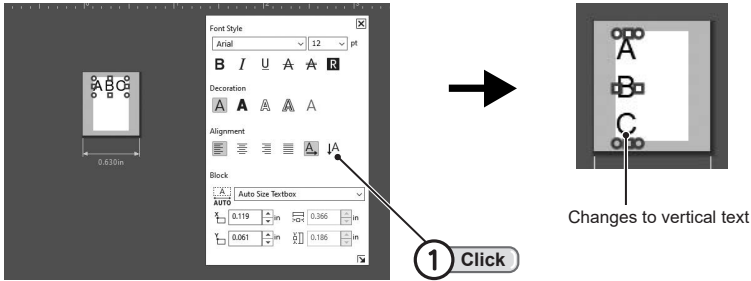 Font Style
Arial
12
pt
B I U A A R
Decoration
A A A A A
Alignment
A A
Block
A
AUTO
Auto Size Textbox
X
0.119
in
0.366
in
Y
0.061
in
0.186
in
ABC
0.630in
1 Click
A
B
C
Changes to vertical text